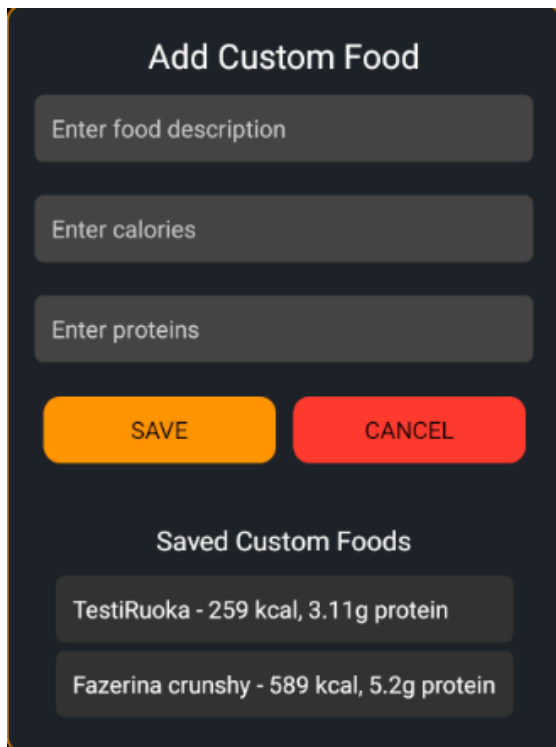 Add Custom Food
Enter food description
Enter calories
Enter proteins
SAVE CANCEL
Saved Custom Foods
TestiRuoka - 259 kcal, 3.11g protein
Fazerina crunshy - 589 kcal, 5.2g protein